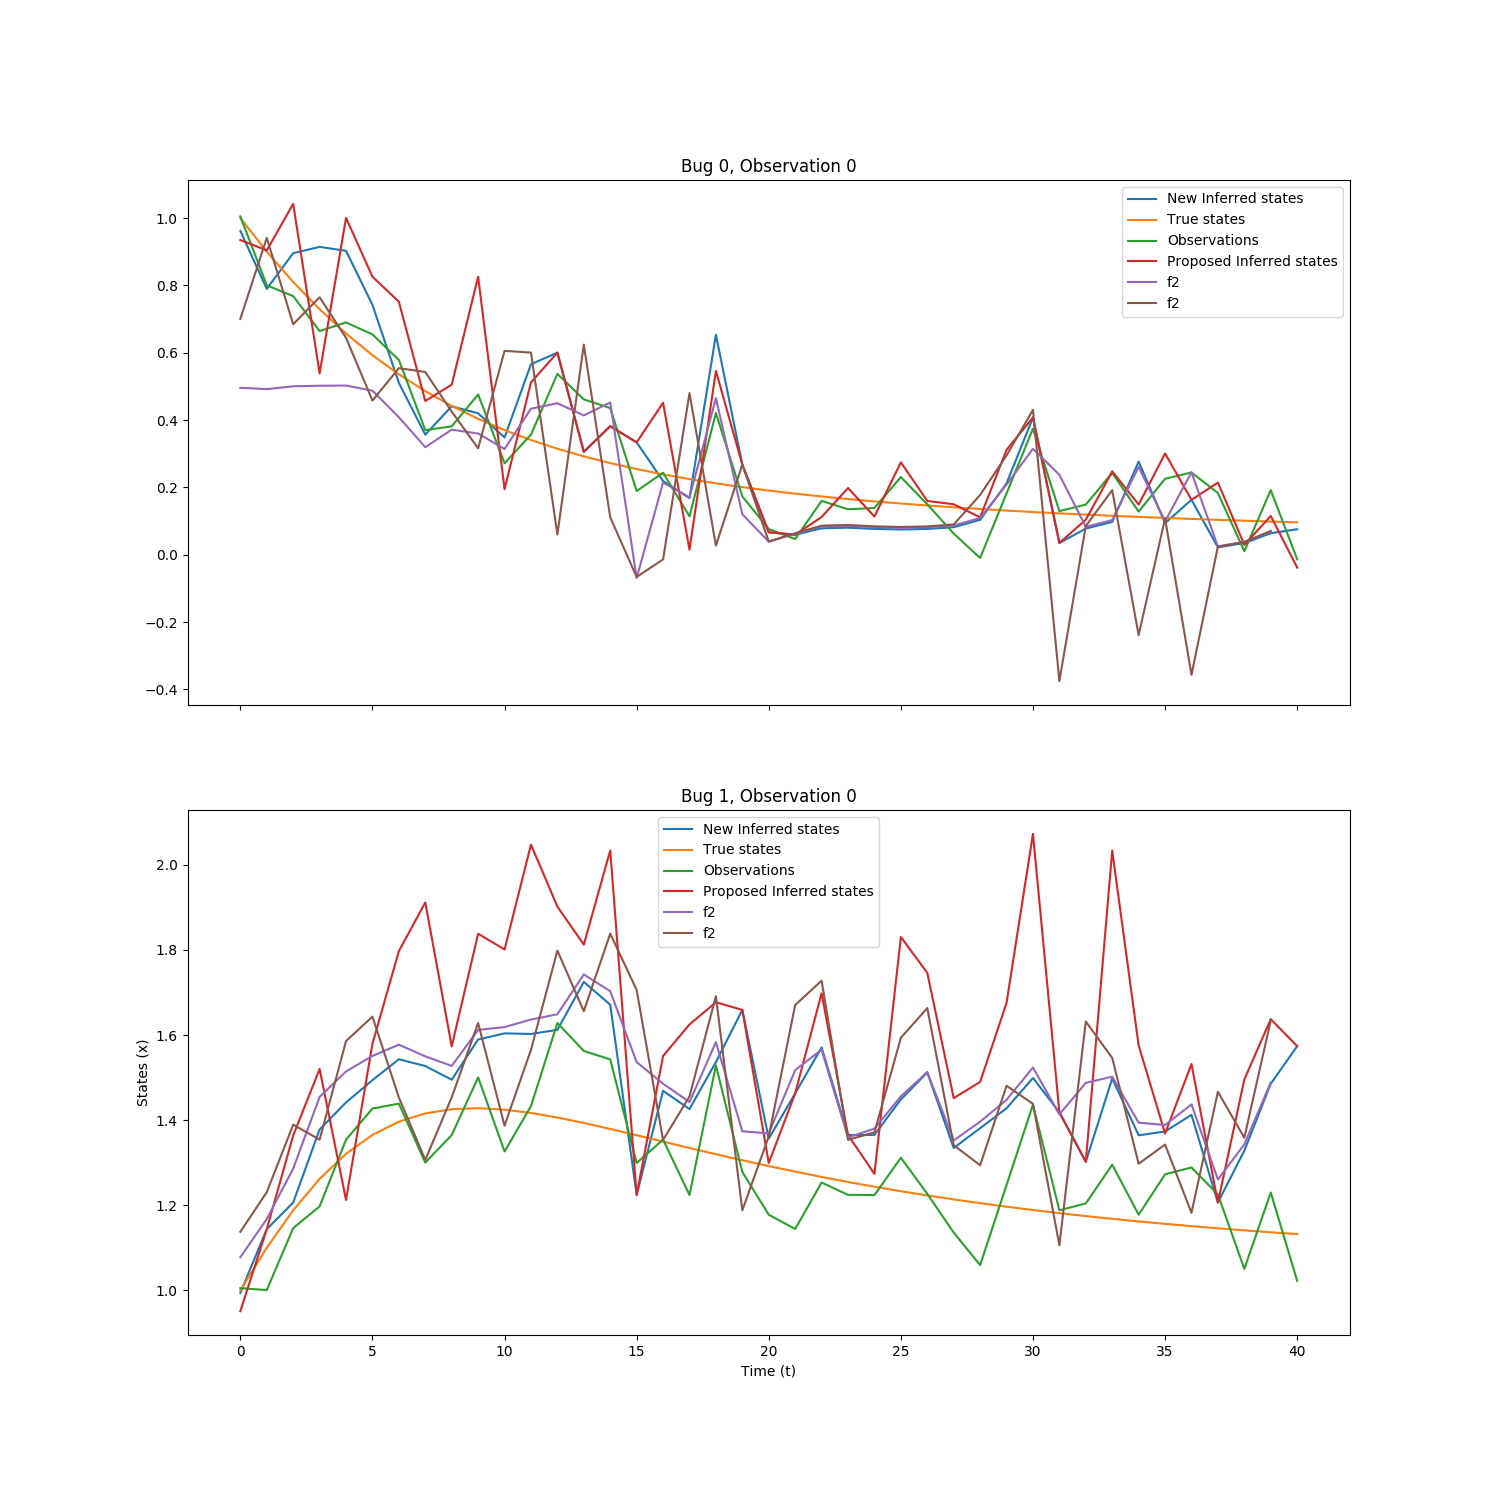 Bug 0, Observation 0
New Inferred states
True states
Observations
Proposed Inferred states
f2
f2
1.0
0.8
0.6
0.4
0.2
0.0
−0.2
−0.4
Bug 1, Observation 0
New Inferred states
True states
Observations
Proposed Inferred states
f2
f2
2.0
1.8
1.6
1.4
1.2
1.0
States (x)
0 5 10 15 20 25 30 35 40
Time (t)